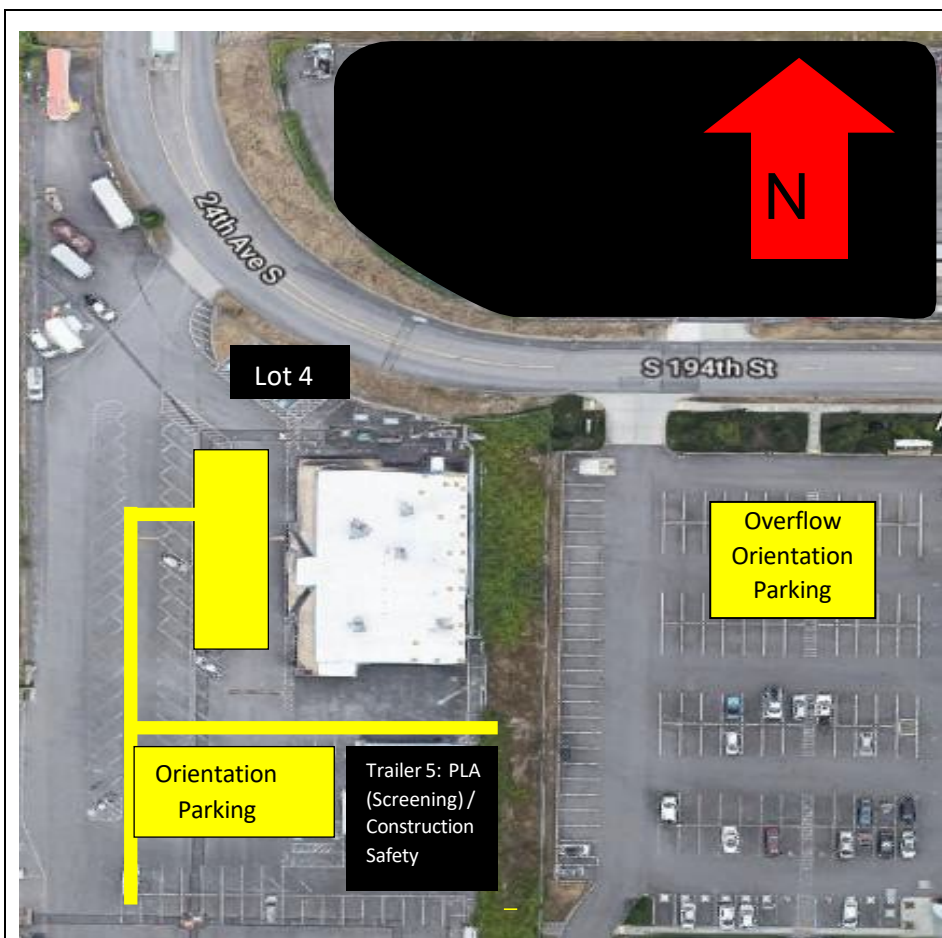 N
24th Ave S
Lot 4
S 194th St
Overflow
Orientation
Parking
Orientation
Parking
Trailer 5: PLA
(Screening) /
Construction
Safety